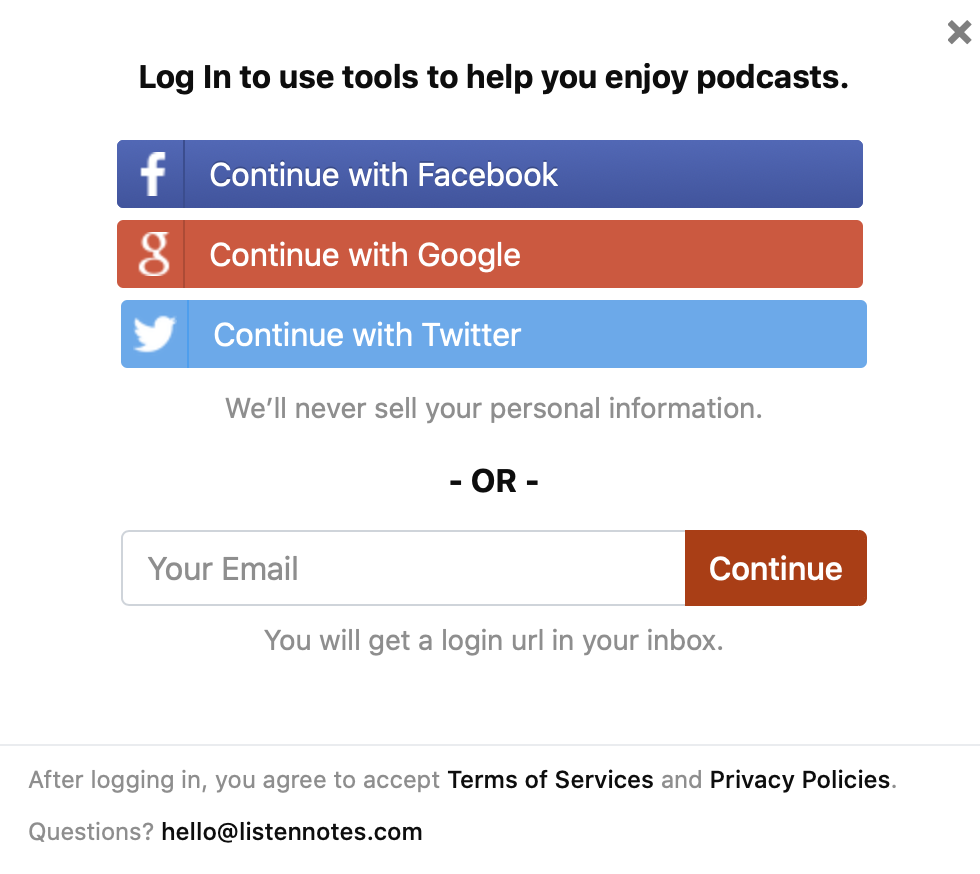 Log In to use tools to help you enjoy podcasts.
Continue with Facebook
Continue with Google
Continue with Twitter
We’ll never sell your personal information.
- OR -
Your Email
Continue
You will get a login url in your inbox.
After logging in, you agree to accept Terms of Services and Privacy Policies.
Questions? hello@listennotes.com